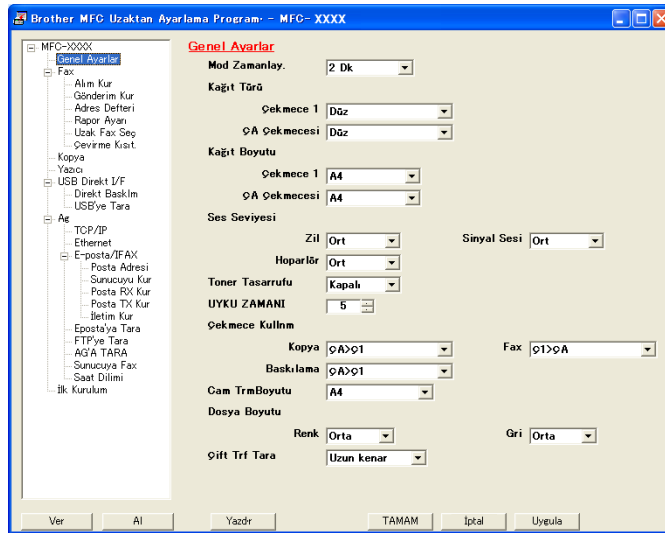 Brother MFC Uzaktan Ayarlama Program· - MFC- XXXX
MFC-XXXX
Genel Ayarlar
Fax
Alım Kur
Gönderim Kur
Adres Defteri
Rapor Ayarı
Uzak Fax Seç
Çevirme Kısıt.
Kopya
Yazıcı
USB Direkt I/F
Direkt BaskIm
USB'ye Tara
Ag
TCP/IP
Ethernet
E-posta/IFAX
Posta Adresi
Sunucuyu Kur
Posta RX Kur
Posta TX Kur
İletim Kur
Eposta'ya Tara
FTP'ye Tara
AG'A TARA
Sunucuya Fax
Saat Dilimi
İlk Kurulum
Genel Ayarlar
Mod Zamanlay. 2 Dk
Kağıt Türü
Çekmece 1 Düz
ÇA Çekmecesi Düz
Kağıt Boyutu
Çekmece 1 A4
ÇA Çekmecesi A4
Ses Seviyesi
Zil Ort Sinyal Sesi Ort
Hoparlör Ort
Toner Tasarrufu Kapalı
UYKU ZAMANI 5
Çekmece Kullnm
Kopya ÇA>Ç1 Fax Ç1>ÇA
Baskılama ÇA>Ç1
Cam TrmBoyutu A4
Dosya Boyutu
Renk Orta Gri Orta
Çift Trf Tara Uzun kenar
Ver Al Yazdır TAMAM İptal Uygula